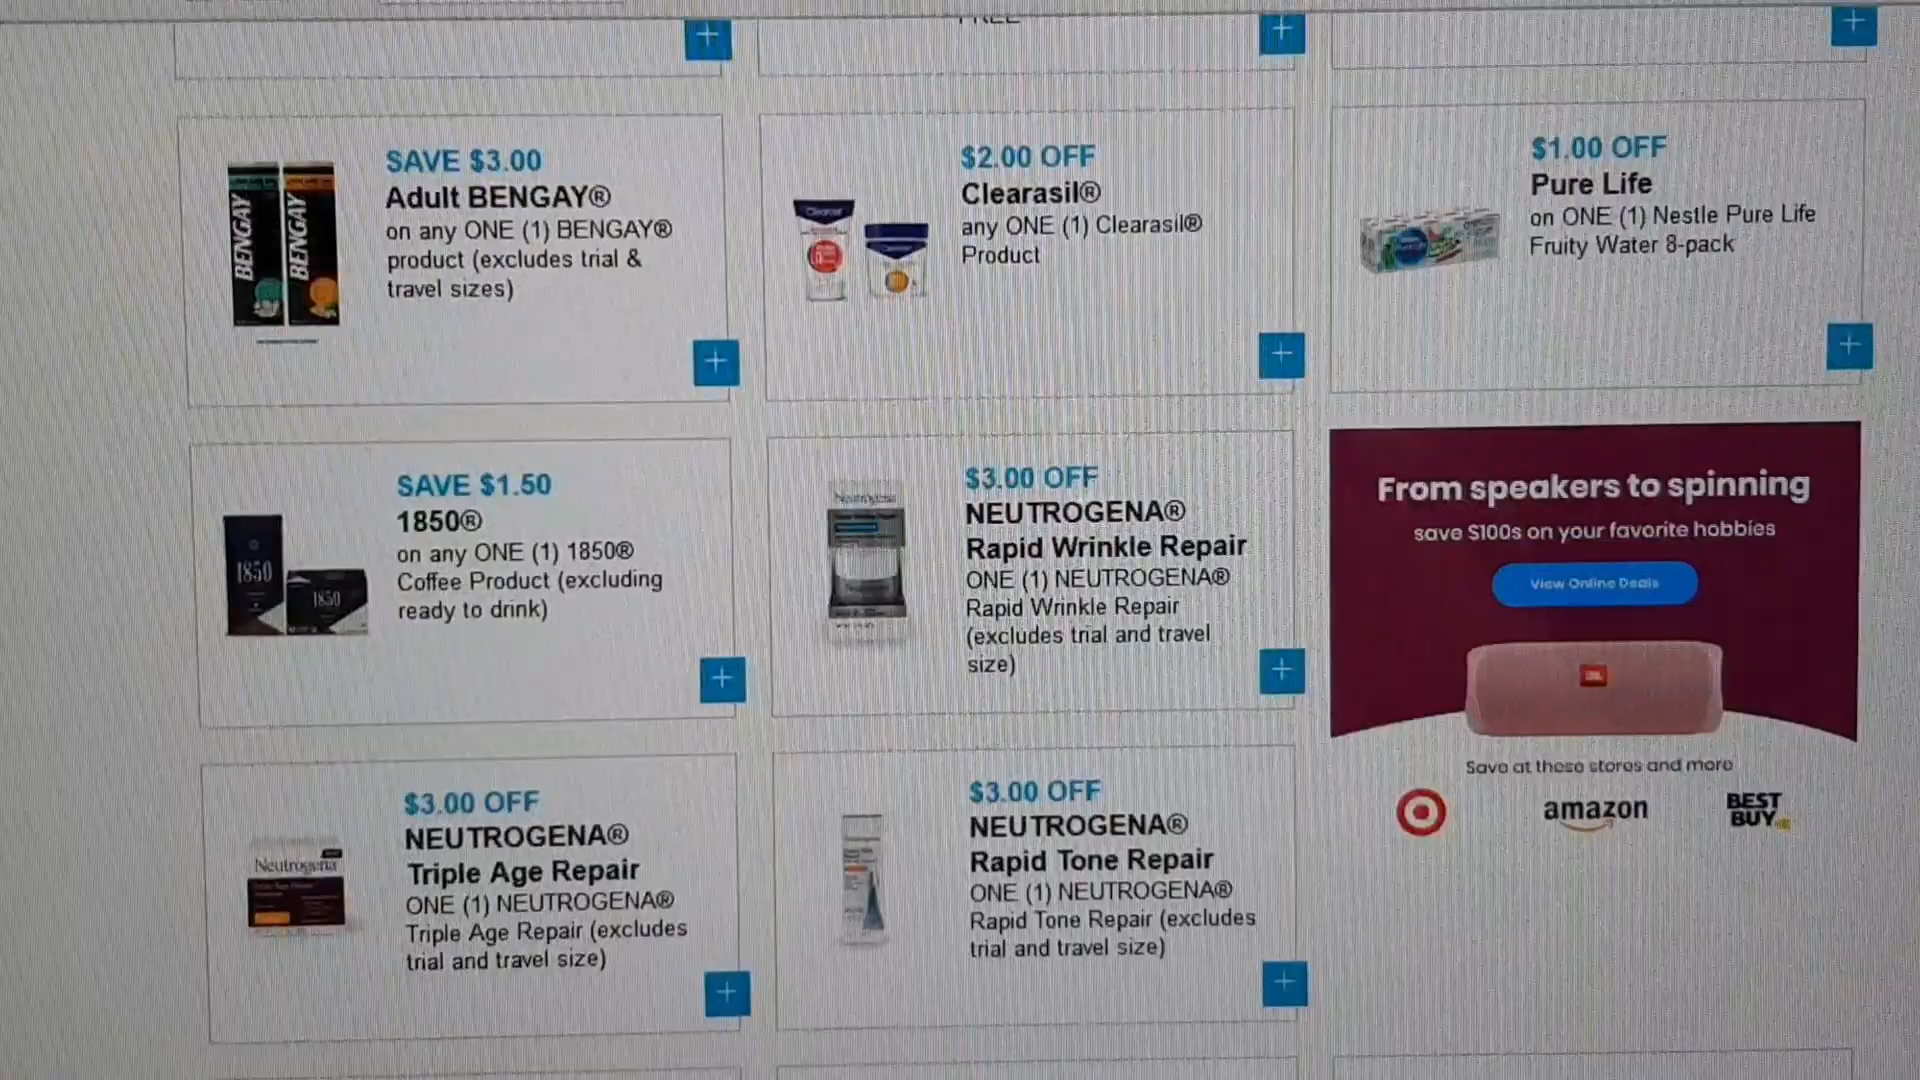 SAVE $3.00
Adult BENGAY®
on any ONE (1) BENGAY®
product (excludes trial &
travel sizes)
BENGAY
BENGAY
$2.00 OFF
Clearasil®
any ONE (1) Clearasil®
Product
Clearasil
$1.00 OFF
Pure Life
on ONE (1) Nestle Pure Life
Fruity Water 8-pack
SAVE $1.50
1850®
on any ONE (1) 1850®
Coffee Product (excluding
ready to drink)
1850
1850
$3.00 OFF
NEUTROGENA®
Rapid Wrinkle Repair
ONE (1) NEUTROGENA®
Rapid Wrinkle Repair
(excludes trial and travel
size)
Neutrogena
From speakers to spinning
save $100s on your favorite hobbies
View Online Deals
JBL
Save at these stores and more
amazon
BEST
BUY
$3.00 OFF
NEUTROGENA®
Triple Age Repair
ONE (1) NEUTROGENA®
Triple Age Repair (excludes
trial and travel size)
Neutrogena
$3.00 OFF
NEUTROGENA®
Rapid Tone Repair
ONE (1) NEUTROGENA®
Rapid Tone Repair (excludes
trial and travel size)